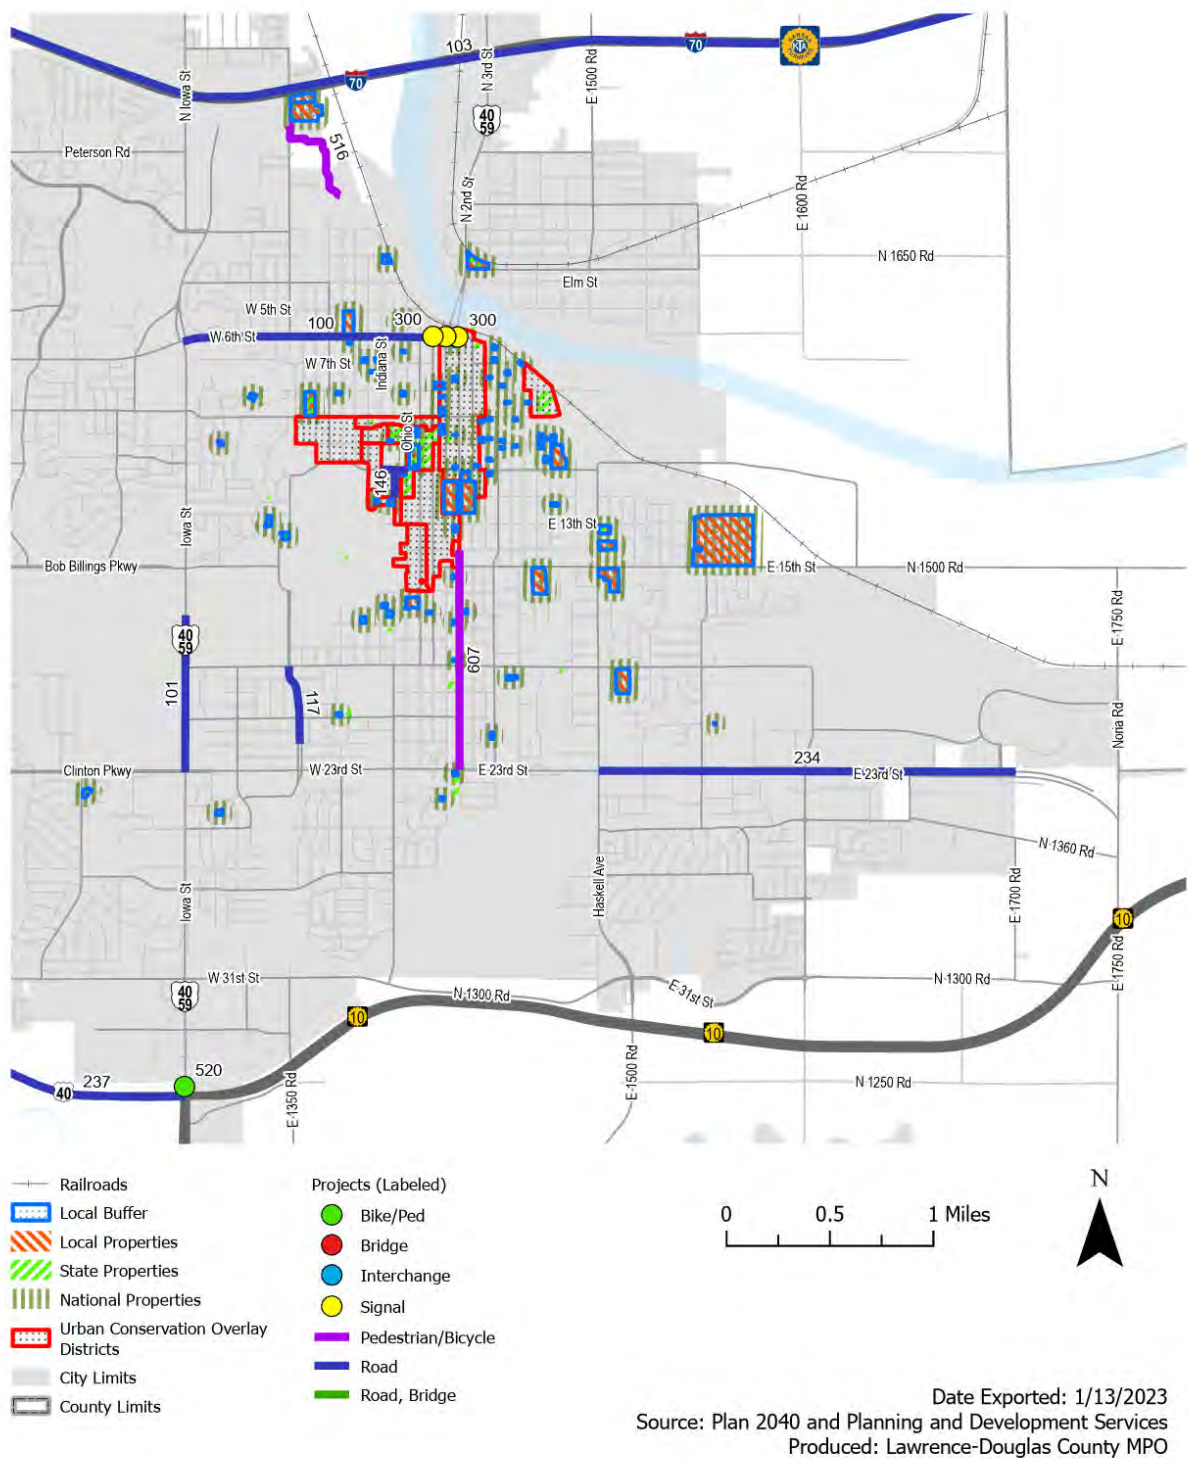 103
N 3rd St
70
70
KANSAS
TURNPIKE
KTA
N Iowa St
E 1500 Rd
40
59
516
Peterson Rd
N 2nd St
E 1600 Rd
N 1650 Rd
Elm St
W 5th St
100
300
300
W 6th St
W 7th St
Indiana St
Ohio St
146
Iowa St
E 13th St
Bob Billings Pkwy
E 15th St
N 1500 Rd
E 1750 Rd
40
59
607
101
117
Noria Rd
234
Clinton Pkwy
W 23rd St
E 23rd St
E 23rd St
N 1360 Rd
Haskell Ave
E 1700 Rd
Iowa St
10
E 1750 Rd
W 31st St
N 1300 Rd
40
59
N 1300 Rd
E 31st St
10
10
520
237
40
E 1350 Rd
E 1500 Rd
N 1250 Rd
Railroads
Local Buffer
Local Properties
State Properties
National Properties
Urban Conservation Overlay
Districts
City Limits
County Limits
Projects (Labeled)
Bike/Ped
Bridge
Interchange
Signal
Pedestrian/Bicycle
Road
Road, Bridge
0 0.5 1 Miles
N
Date Exported: 1/13/2023
Source: Plan 2040 and Planning and Development Services
Produced: Lawrence-Douglas County MPO